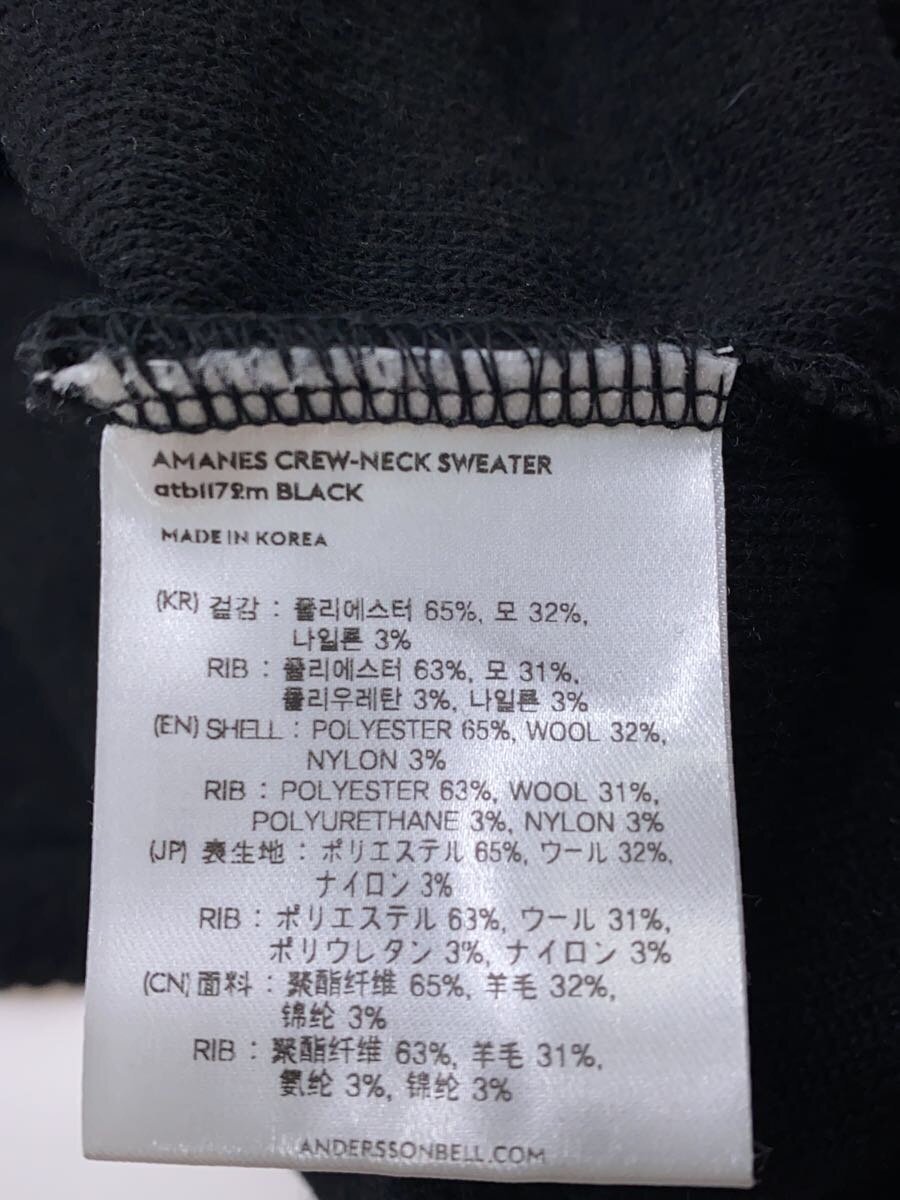 AMANES CREW-NECK SWEATER
atb1179m BLACK
MADE IN KOREA
(KR) 겉감 : 폴리에스터 65%, 모 32%,
나일론 3%
RIB : 폴리에스터 63%, 모 31%,
폴리우레탄 3%, 나일론 3%
(EN) SHELL : POLYESTER 65%, WOOL 32%,
NYLON 3%
RIB : POLYESTER 63%, WOOL 31%,
POLYURETHANE 3%, NYLON 3%
(JP) 表生地 : ポリエステル 65%, ウール 32%,
ナイロン 3%
RIB : ポリエステル 63%, ウール 31%,
ポリウレタン 3%, ナイロン 3%
(CN) 面料 : 聚酯纤维 65%, 羊毛 32%,
锦纶 3%
RIB : 聚酯纤维 63%, 羊毛 31%,
氨纶 3%, 锦纶 3%
ANDERSSONBELL.COM